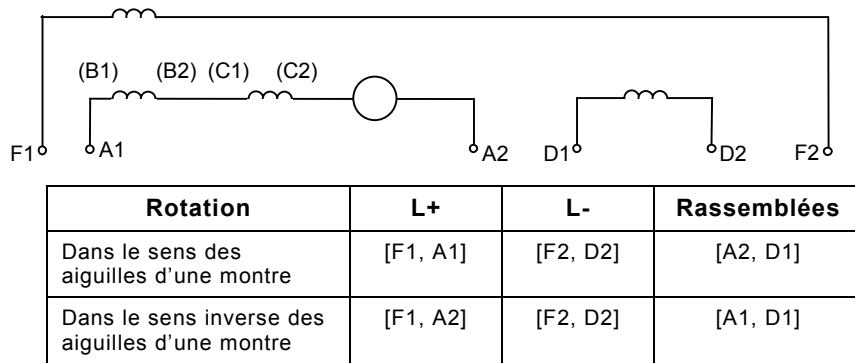 (B1) (B2) (C1) (C2)
F1 A1 A2 D1 D2 F2
Rotation L+ L- Rassemblées
Dans le sens des
aiguilles d'une montre [F1, A1] [F2, D2] [A2, D1]
Dans le sens inverse des
aiguilles d'une montre [F1, A2] [F2, D2] [A1, D1]